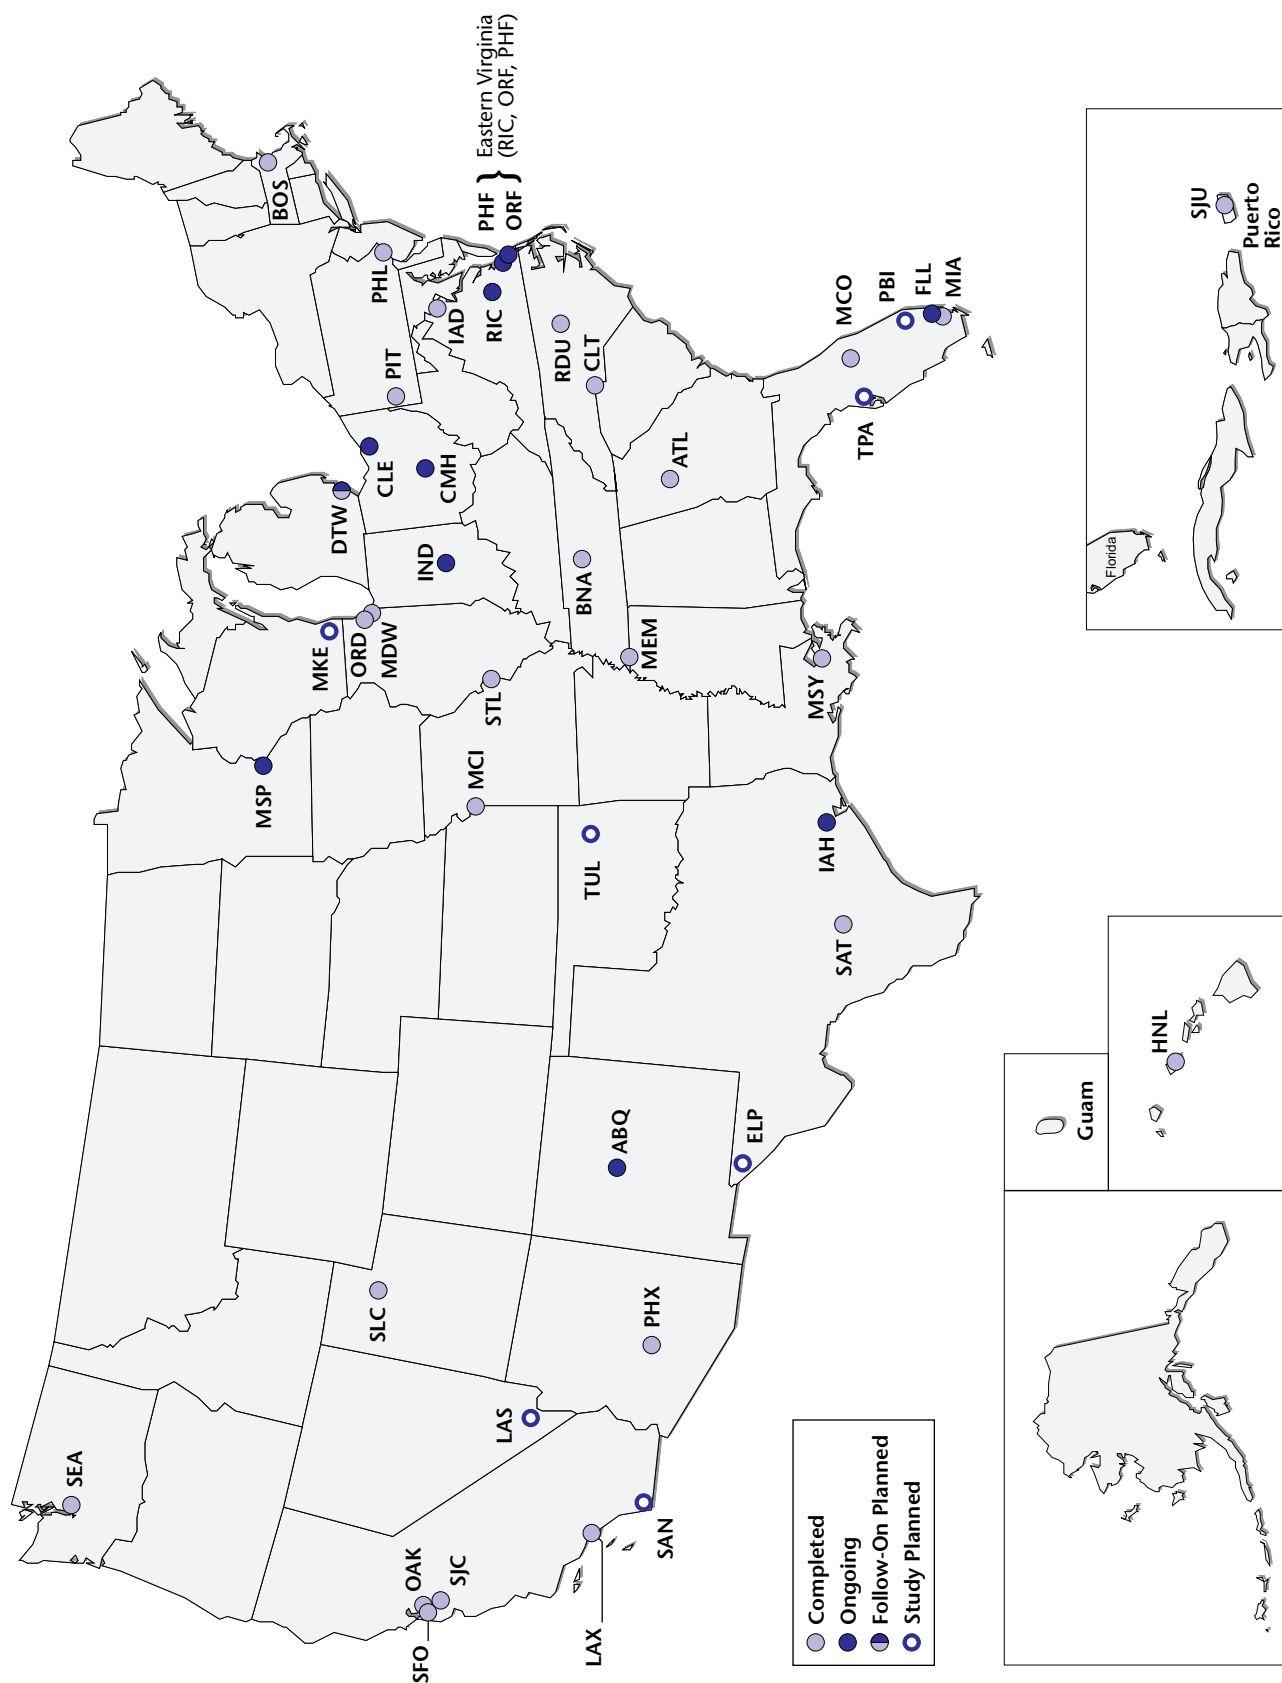 SEA
SFO
OAK
SJC
LAX
SAN
LAS
SLC
PHX
ABQ
ELP
MSP
MCI
TUL
SAT
IAH
MKE
ORD
MDW
STL
MEM
MSY
DTW
IND
BNA
CLE
CMH
ATL
PIT
PHL
IAD
RIC
RDU
CLT
BOS
PHF
ORF
}
Eastern Virginia
(RIC, ORF, PHF)
MCO
TPA
PBI
FLL
MIA
Completed
Ongoing
Follow-On Planned
Study Planned
Guam
HNL
Florida
SJU
Puerto
Rico